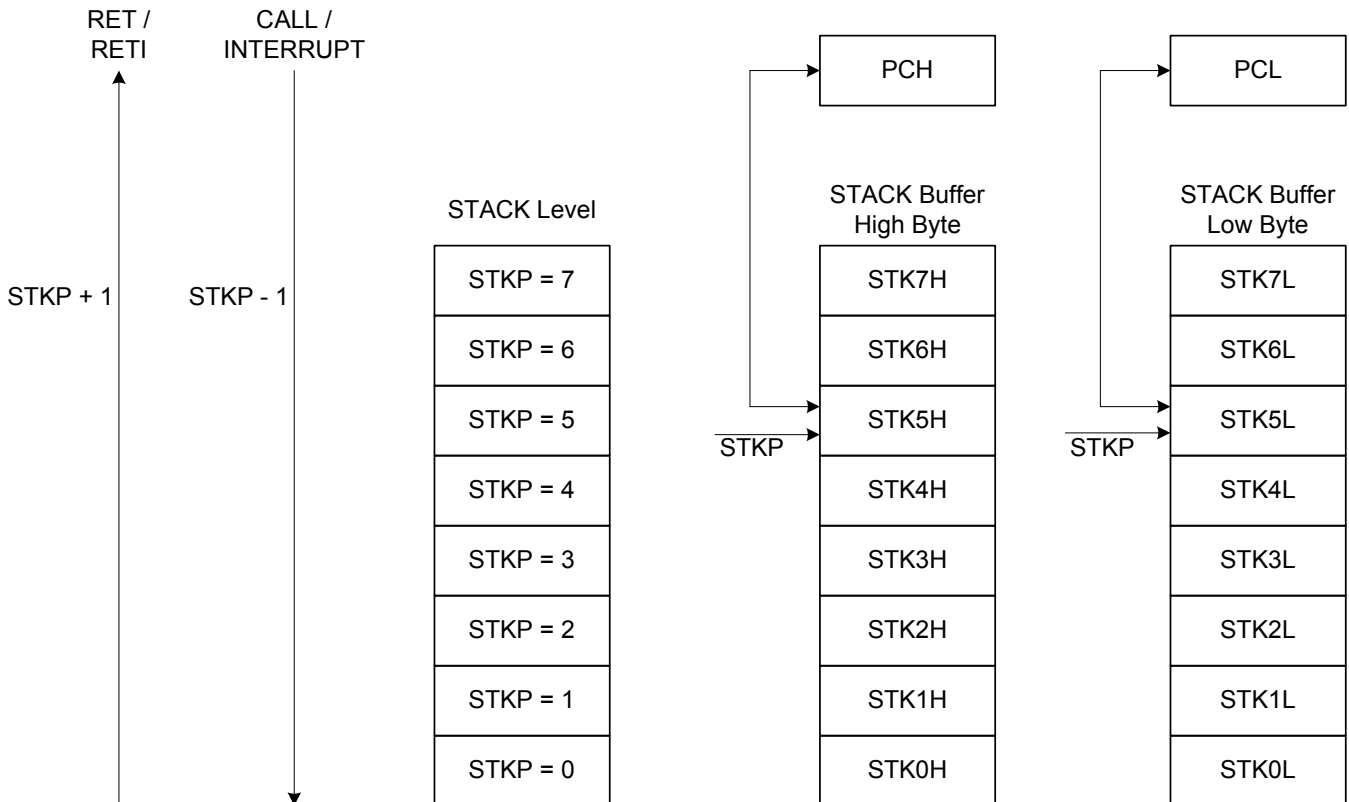 RET /
RETI
CALL /
INTERRUPT
PCH
PCL
STACK Level
STACK Buffer
High Byte
STACK Buffer
Low Byte
STKP + 1
STKP - 1
STKP = 7
STK7H
STK7L
STKP = 6
STK6H
STK6L
STKP = 5
STK5H
STK5L
STKP
STKP
STKP = 4
STK4H
STK4L
STKP = 3
STK3H
STK3L
STKP = 2
STK2H
STK2L
STKP = 1
STK1H
STK1L
STKP = 0
STK0H
STK0L